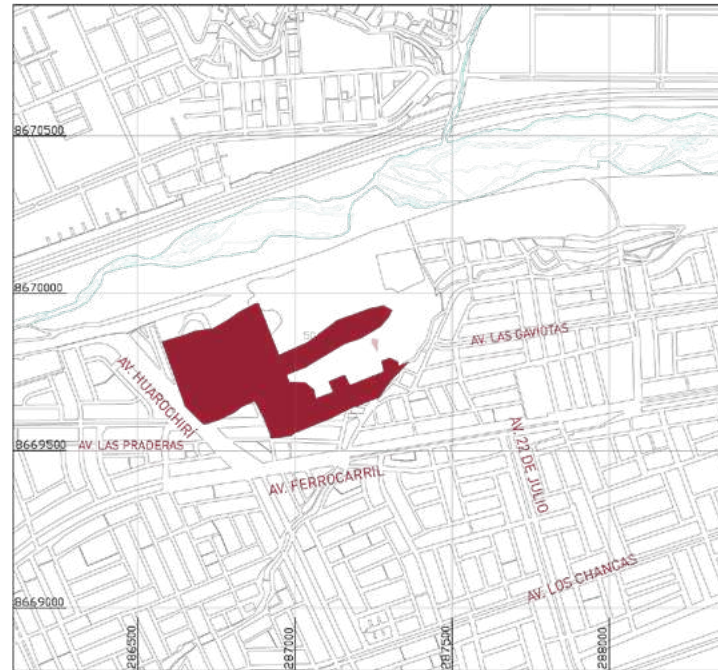 8670500
8670000
AV. LAS GAVIOTAS
AV. HUAROCHIRÍ
AV. LAS PRADERAS
8669500
AV. FERROCARRIL
AV. 22 DE JULIO
AV. LOS CHANCAS
8669000
286500
287000
287500
288000